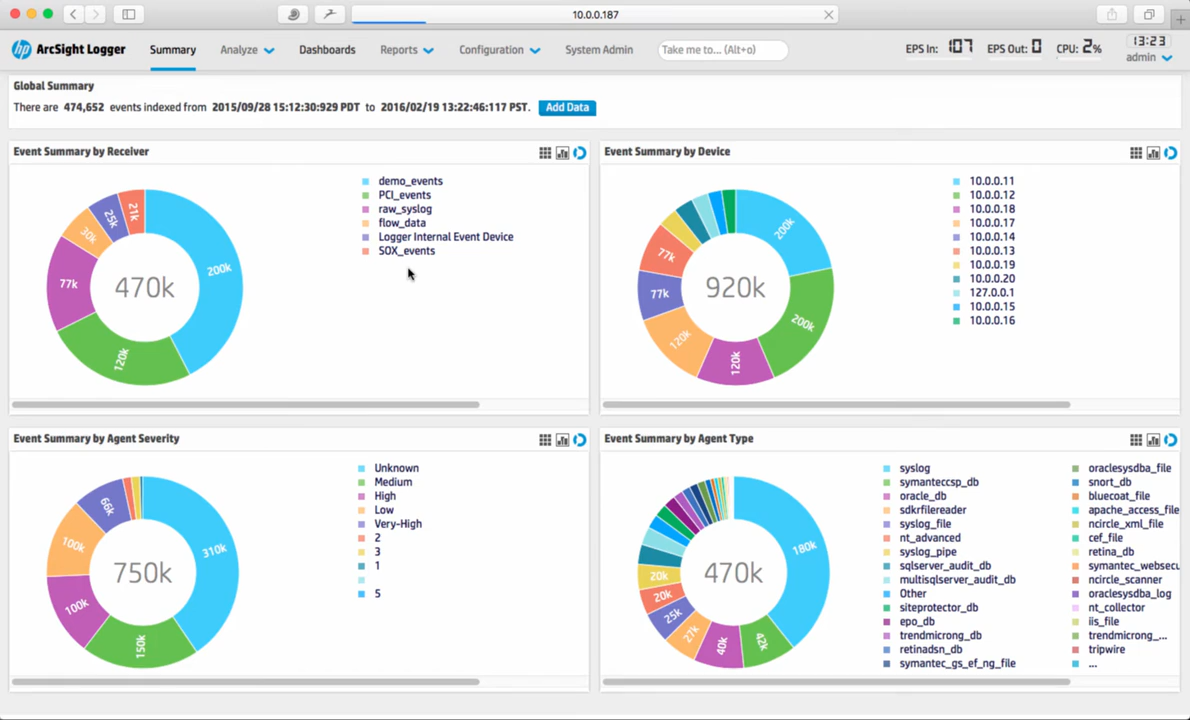 10.0.0.187
hp ArcSight Logger Summary Analyze Dashboards Reports Configuration System Admin Take me to... (Alt+o) EPS In: 107 EPS Out: 0 CPU: 2% 13:23
admin
Global Summary
There are 474,652 events indexed from 2015/09/28 15:12:30:929 PDT to 2016/02/19 13:22:46:117 PST. Add Data
Event Summary by Receiver
demo_events
PCI_events
raw_syslog
flow_data
Logger Internal Event Device
SOX_events
200k
120k
77k
30k
25k
21k
470k
Event Summary by Device
10.0.0.11
10.0.0.12
10.0.0.18
10.0.0.17
10.0.0.14
10.0.0.13
10.0.0.19
10.0.0.20
127.0.0.1
10.0.0.15
10.0.0.16
200k
200k
120k
120k
77k
77k
920k
Event Summary by Agent Severity
Unknown
Medium
High
Low
Very-High
2
3
1
5
310k
150k
100k
100k
66k
750k
Event Summary by Agent Type
syslog
symanteccsp_db
oracle_db
sdkrfilereader
syslog_file
nt_advanced
syslog_pipe
sqlserver_audit_db
multisqlserver_audit_db
Other
siteprotector_db
epo_db
trendmicrong_db
retinadsn_db
symantec_gs_ef_ng_file
oraclesysdba_file
snort_db
bluecoat_file
apache_access_file
ncircle_xml_file
cef_file
retina_db
symantec_websecu
ncircle_scanner
oraclesysdba_log
nt_collector
iis_file
trendmicrong_...
tripwire
...
180k
42k
40k
27k
25k
20k
20k
470k